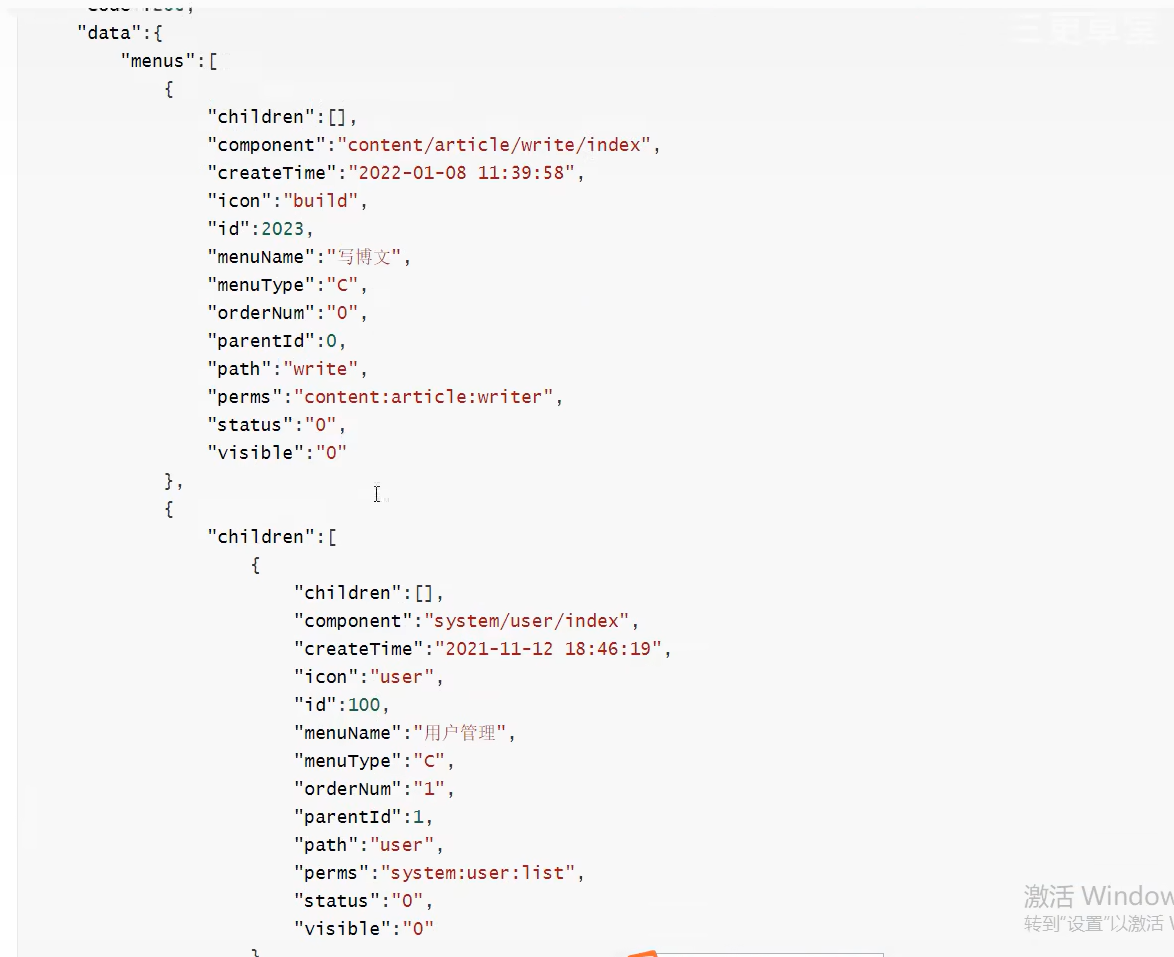 "data":{
"menus":[
{
"children":[],
"component":"content/article/write/index",
"createTime":"2022-01-08 11:39:58",
"icon":"build",
"id":2023,
"menuName":"写博文",
"menuType":"C",
"orderNum":"0",
"parentId":0,
"path":"write",
"perms":"content:article:writer",
"status":"0",
"visible":"0"
},
{
"children":[
{
"children":[],
"component":"system/user/index",
"createTime":"2021-11-12 18:46:19",
"icon":"user",
"id":100,
"menuName":"用户管理",
"menuType":"C",
"orderNum":"1",
"parentId":1,
"path":"user",
"perms":"system:user:list",
"status":"0",
"visible":"0"
}
三更草堂
激活 Window
转到"设置"以激活